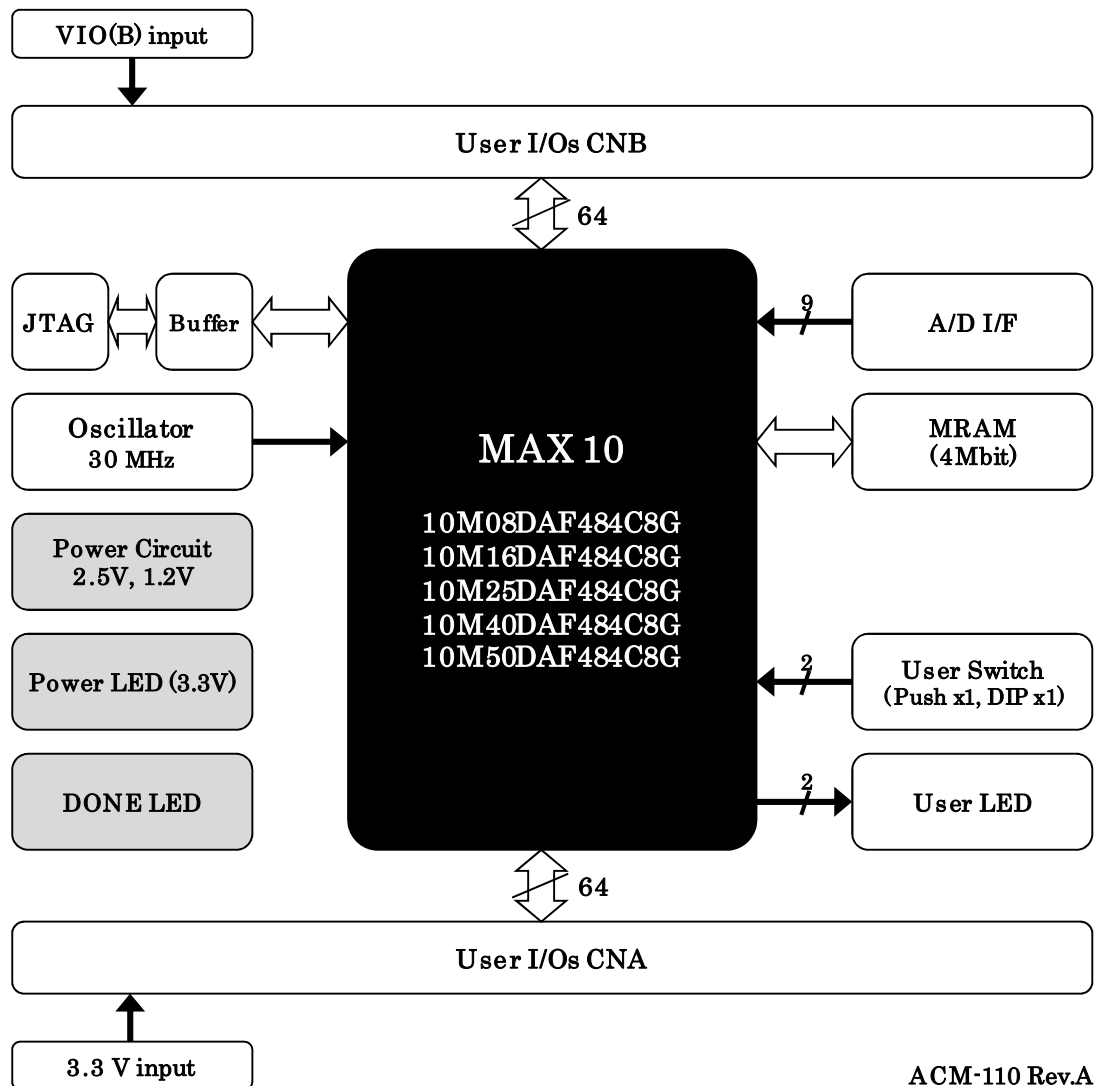 VIO(B) input
User I/Os CNB
64
JTAG
Buffer
9
A/D I/F
Oscillator
30 MHz
MAX 10
MRAM
(4Mbit)
10M08DAF484C8G
10M16DAF484C8G
10M25DAF484C8G
10M40DAF484C8G
10M50DAF484C8G
Power Circuit
2.5V, 1.2V
Power LED (3.3V)
2
User Switch
(Push x1, DIP x1)
DONE LED
2
User LED
64
User I/Os CNA
3.3 V input
ACM-110 Rev.A